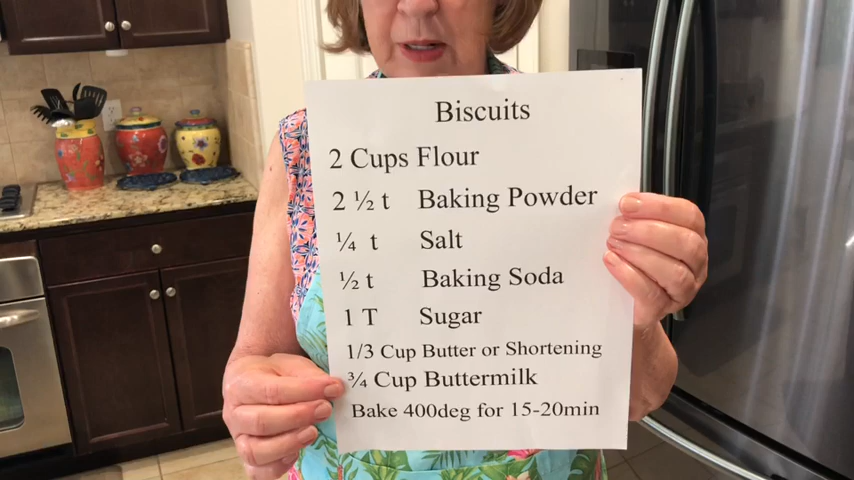 Biscuits
2 Cups Flour
2 ½ t Baking Powder
¼ t Salt
½ t Baking Soda
1 T Sugar
1/3 Cup Butter or Shortening
¾ Cup Buttermilk
Bake 400deg for 15-20min